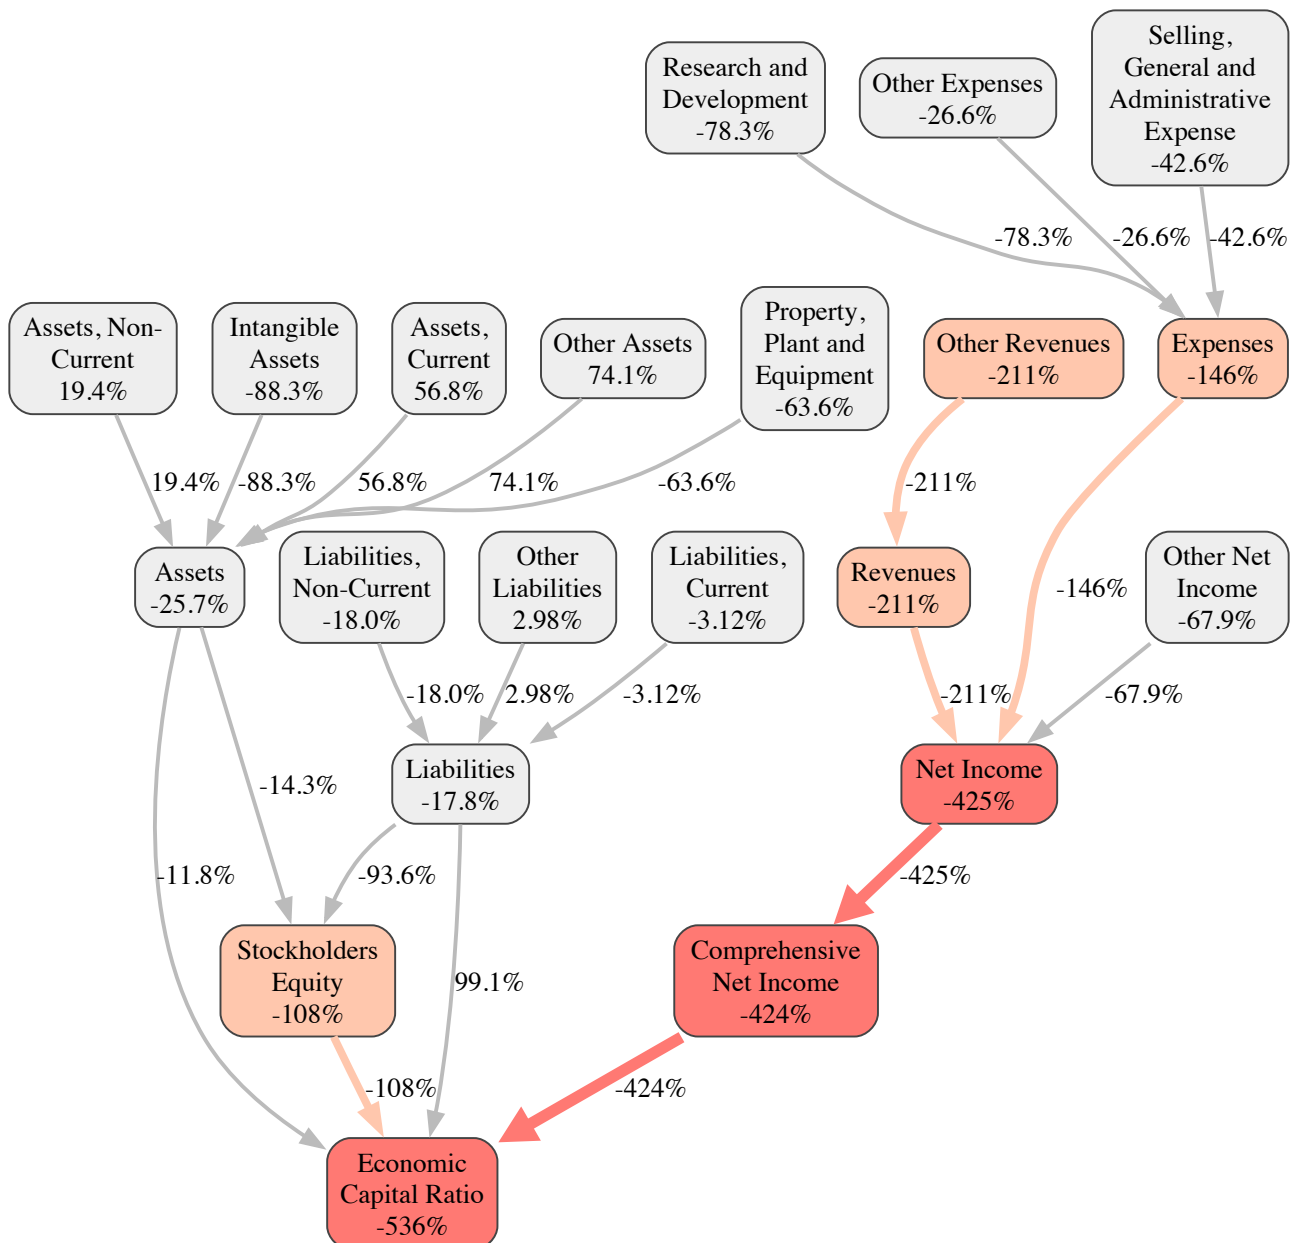 Selling,
General and
Administrative
Expense
-42.6%
Research and
Development
-78.3%
Other Expenses
-26.6%
-78.3%
-26.6%
-42.6%
Assets, Non-
Current
19.4%
Intangible
Assets
-88.3%
Assets,
Current
56.8%
Other Assets
74.1%
Property,
Plant and
Equipment
-63.6%
Other Revenues
-211%
Expenses
-146%
19.4%
-88.3%
56.8%
74.1%
-63.6%
-211%
Assets
-25.7%
Liabilities,
Non-Current
-18.0%
Other
Liabilities
2.98%
Liabilities,
Current
-3.12%
Revenues
-211%
-146%
Other Net
Income
-67.9%
-18.0%
2.98%
-3.12%
-211%
-67.9%
-14.3%
Liabilities
-17.8%
Net Income
-425%
-11.8%
-93.6%
-425%
Stockholders
Equity
-108%
99.1%
Comprehensive
Net Income
-424%
-108%
-424%
Economic
Capital Ratio
-536%